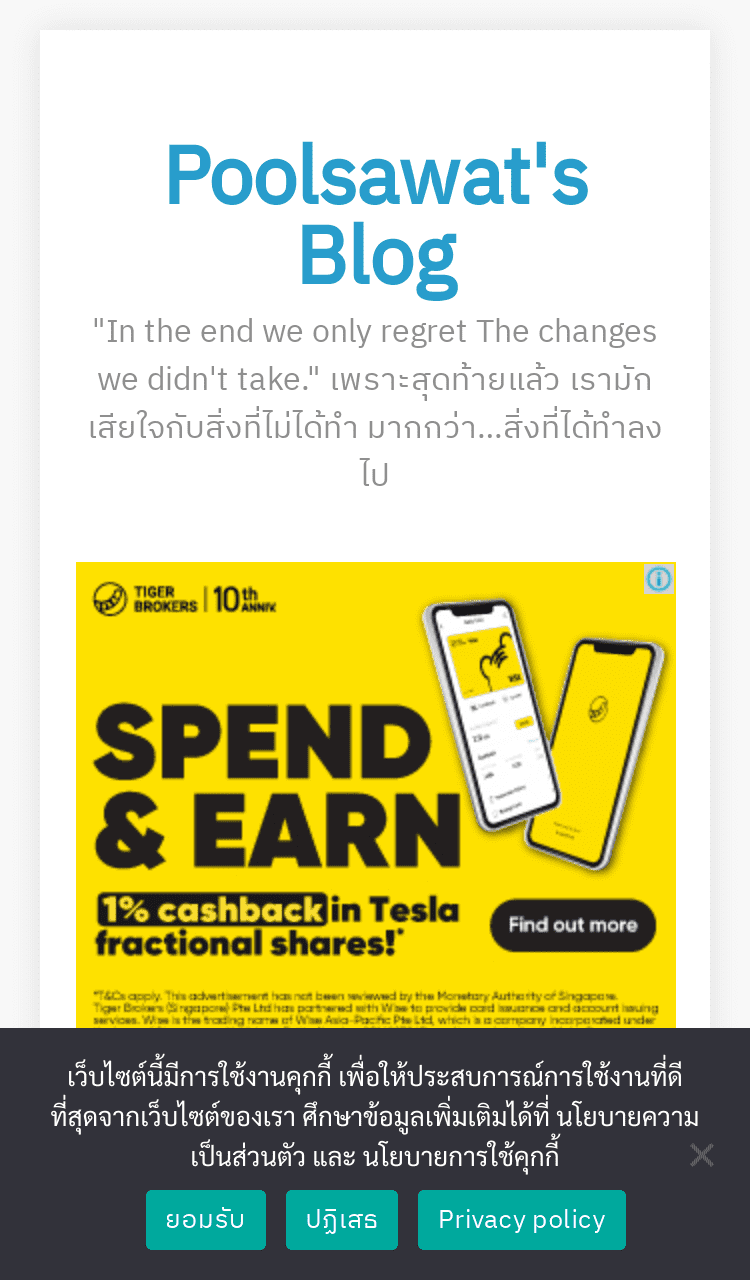 Poolsawat's
Blog
"In the end we only regret The changes
we didn't take." เพราะสุดท้ายแล้ว เรามัก
เสียใจกับสิ่งที่ไม่ได้ทำ มากกว่า...สิ่งที่ได้ทำลง
ไป
TIGER
BROKERS
10th
ANNIV.
SPEND
& EARN
1% cashback in Tesla
fractional shares!*
Find out more
*T&Cs apply. This advertisement has not been reviewed by the Monetary Authority of Singapore.
Tiger Brokers (Singapore) Pte Ltd has partnered with Wise to provide card issuance and account issuing
services. Wise is the trading name of Wise Asia-Pacific Pte Ltd, which is a company incorporated under
เว็บไซต์นี้มีการใช้งานคุกกี้ เพื่อให้ประสบการณ์การใช้งานที่ดี
ที่สุดจากเว็บไซต์ของเรา ศึกษาข้อมูลเพิ่มเติมได้ที่ นโยบายความ
เป็นส่วนตัว และ นโยบายการใช้คุกกี้
ยอมรับ
ปฏิเสธ
Privacy policy